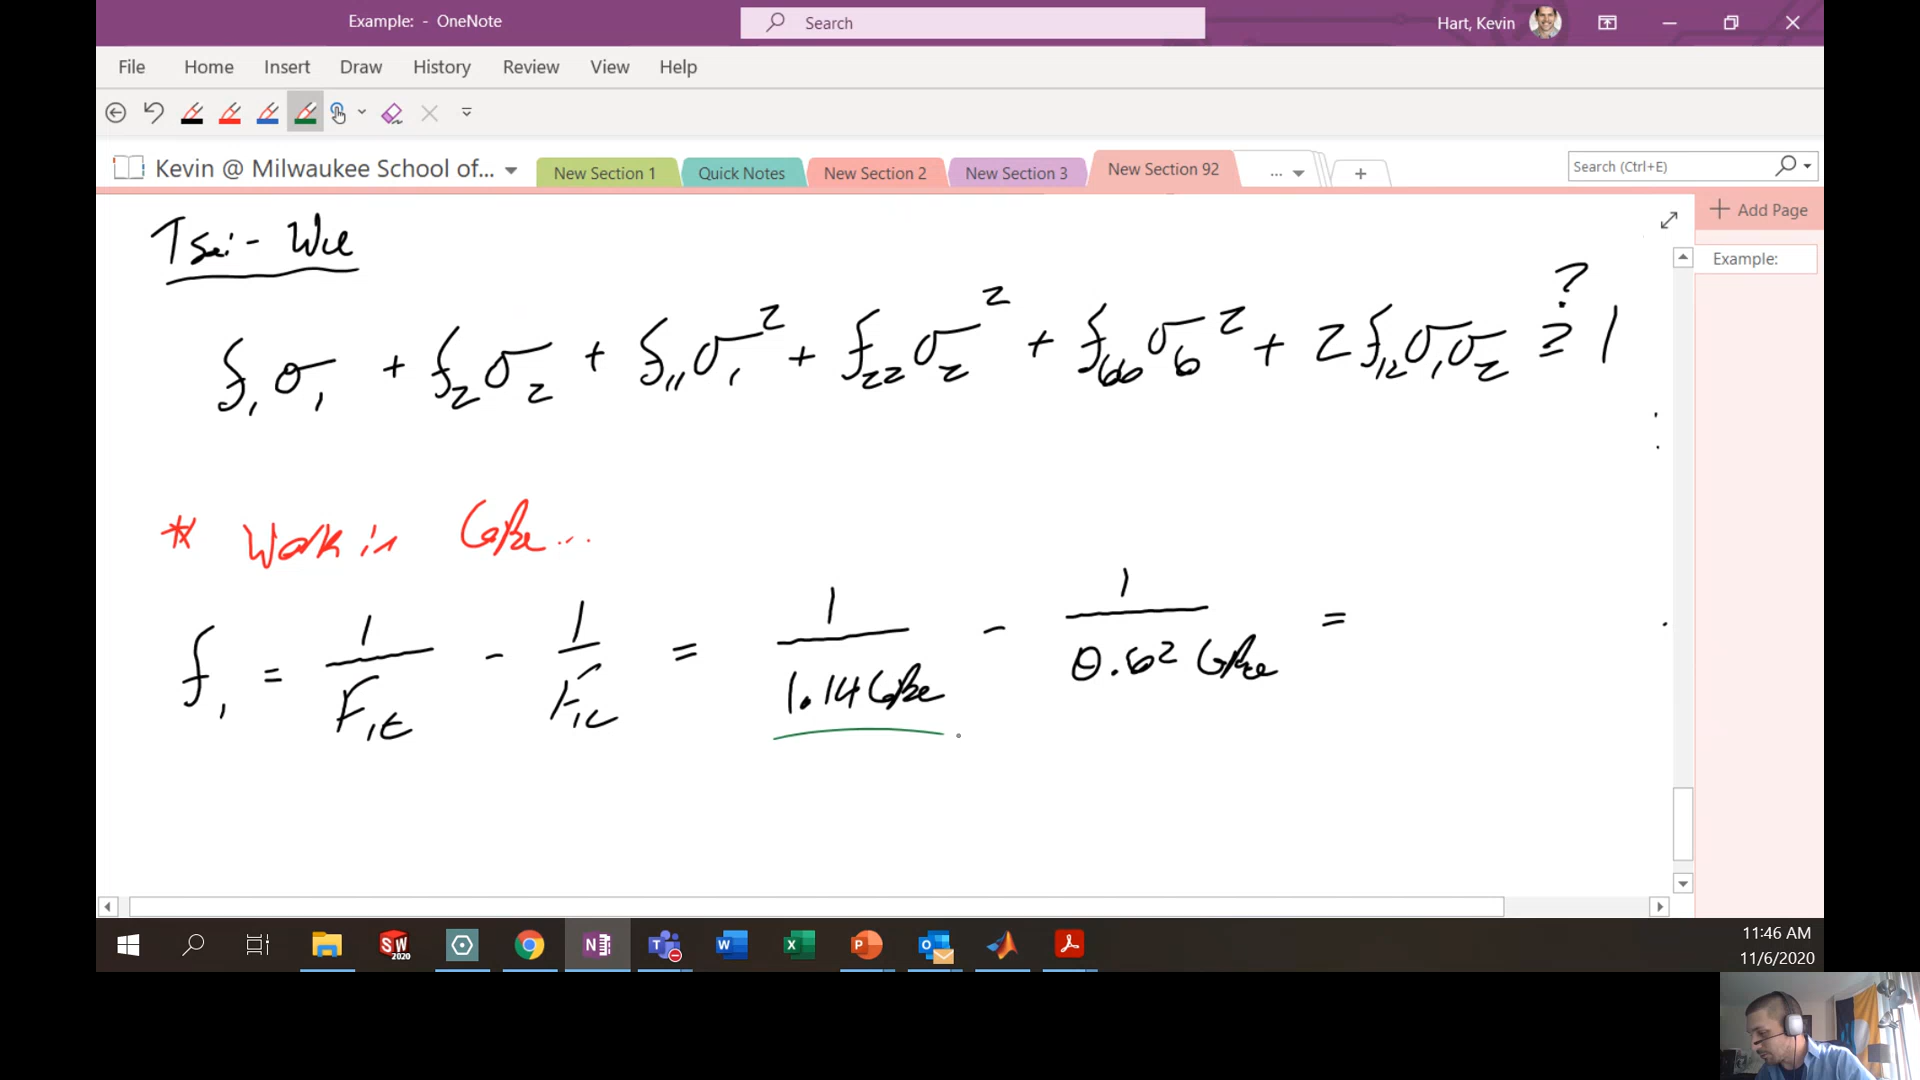 Example: - OneNote
Search
Hart, Kevin
File Home Insert Draw History Review View Help
Kevin @ Milwaukee School of...
New Section 1
Quick Notes
New Section 2
New Section 3
New Section 92
...
Search (Ctrl+E)
Add Page
Example:
Tsai-Wu
f₁σ₁ + f₂σ₂ + f₁₁σ₁² + f₂₂σ₂² + f₆₆σ₆² + 2f₁₂σ₁σ₂ ≥? 1
* Work in GPa...
f₁ = 1/F₁t - 1/F₁c = 1/1.14GPa - 1/0.62 GPa =
SW
2020
11:46 AM
11/6/2020